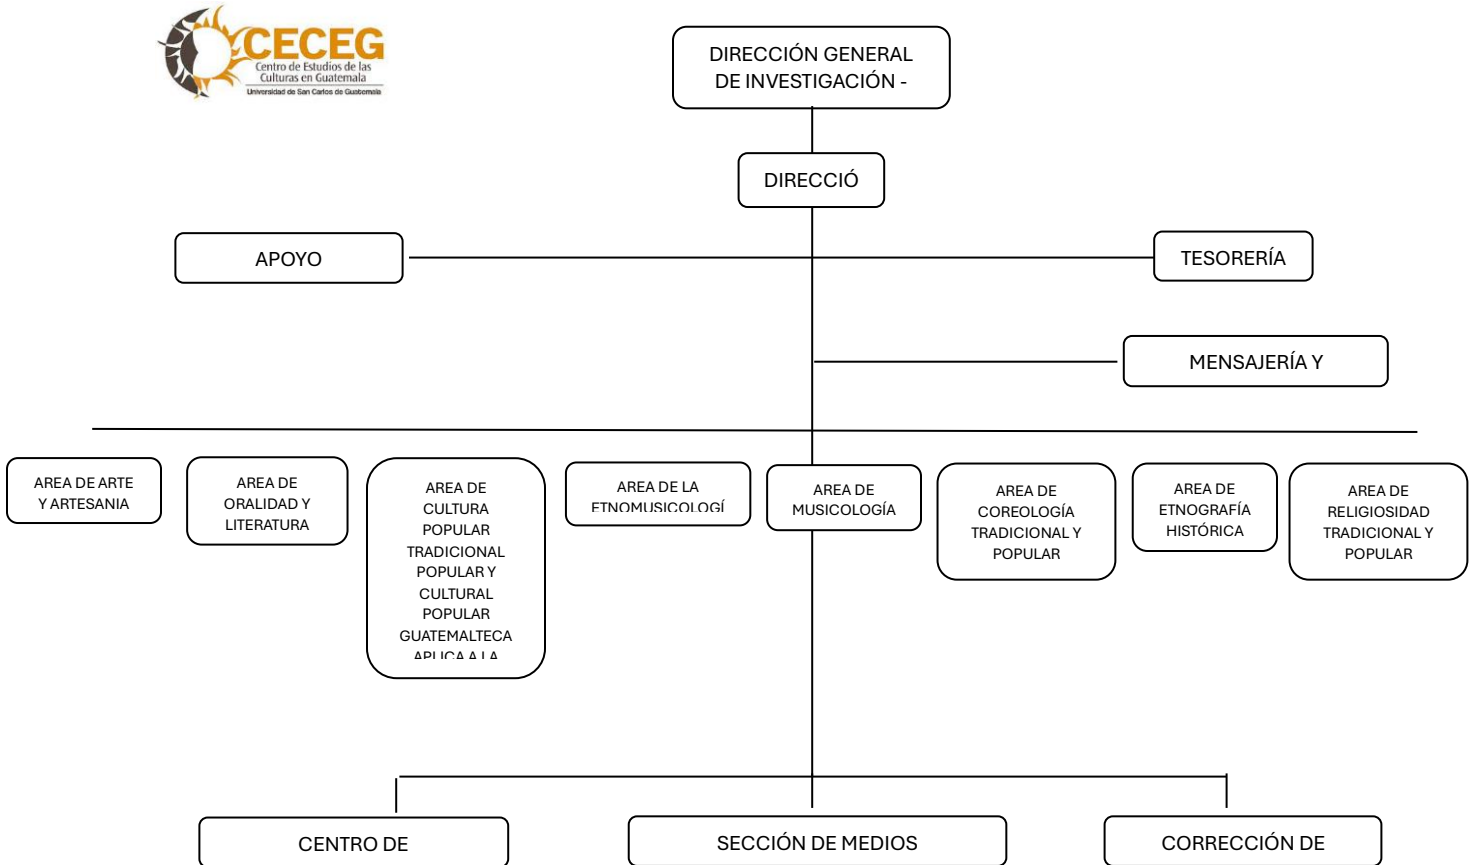 CECEG
Centro de Estudios de las
Culturas en Guatemala
Universidad de San Carlos de Guatemala
DIRECCIÓN GENERAL
DE INVESTIGACIÓN -
DIRECCIÓ
APOYO
TESORERÍA
MENSAJERÍA Y
AREA DE ARTE
Y ARTESANIA
AREA DE
ORALIDAD Y
LITERATURA
AREA DE
CULTURA
POPULAR
TRADICIONAL
POPULAR Y
CULTURAL
POPULAR
GUATEMALTECA
APLICA A LA
AREA DE LA
ETNOMUSICOLOGÍ
AREA DE
MUSICOLOGÍA
AREA DE
COREOLOGÍA
TRADICIONAL Y
POPULAR
AREA DE
ETNOGRAFÍA
HISTÓRICA
AREA DE
RELIGIOSIDAD
TRADICIONAL Y
POPULAR
CENTRO DE
SECCIÓN DE MEDIOS
CORRECCIÓN DE